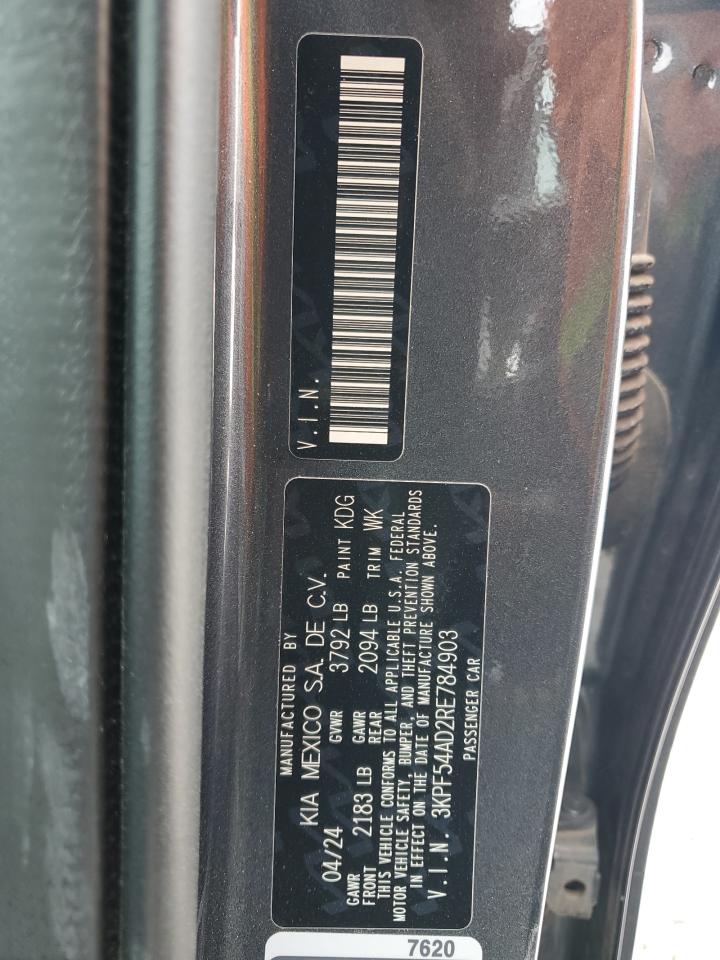 V.I.N.
MANUFACTURED BY
KIA MEXICO S.A. DE C.V.
04/24 GVWR 3792 LB PAINT KDG
GAWR FRONT 2183 LB GAWR REAR 2094 LB TRIM WK
THIS VEHICLE CONFORMS TO ALL APPLICABLE U.S.A. FEDERAL
MOTOR VEHICLE SAFETY, BUMPER, AND THEFT PREVENTION STANDARDS
IN EFFECT ON THE DATE OF MANUFACTURE SHOWN ABOVE.
V.I.N. 3KPF54AD2RE784903
PASSENGER CAR
7620